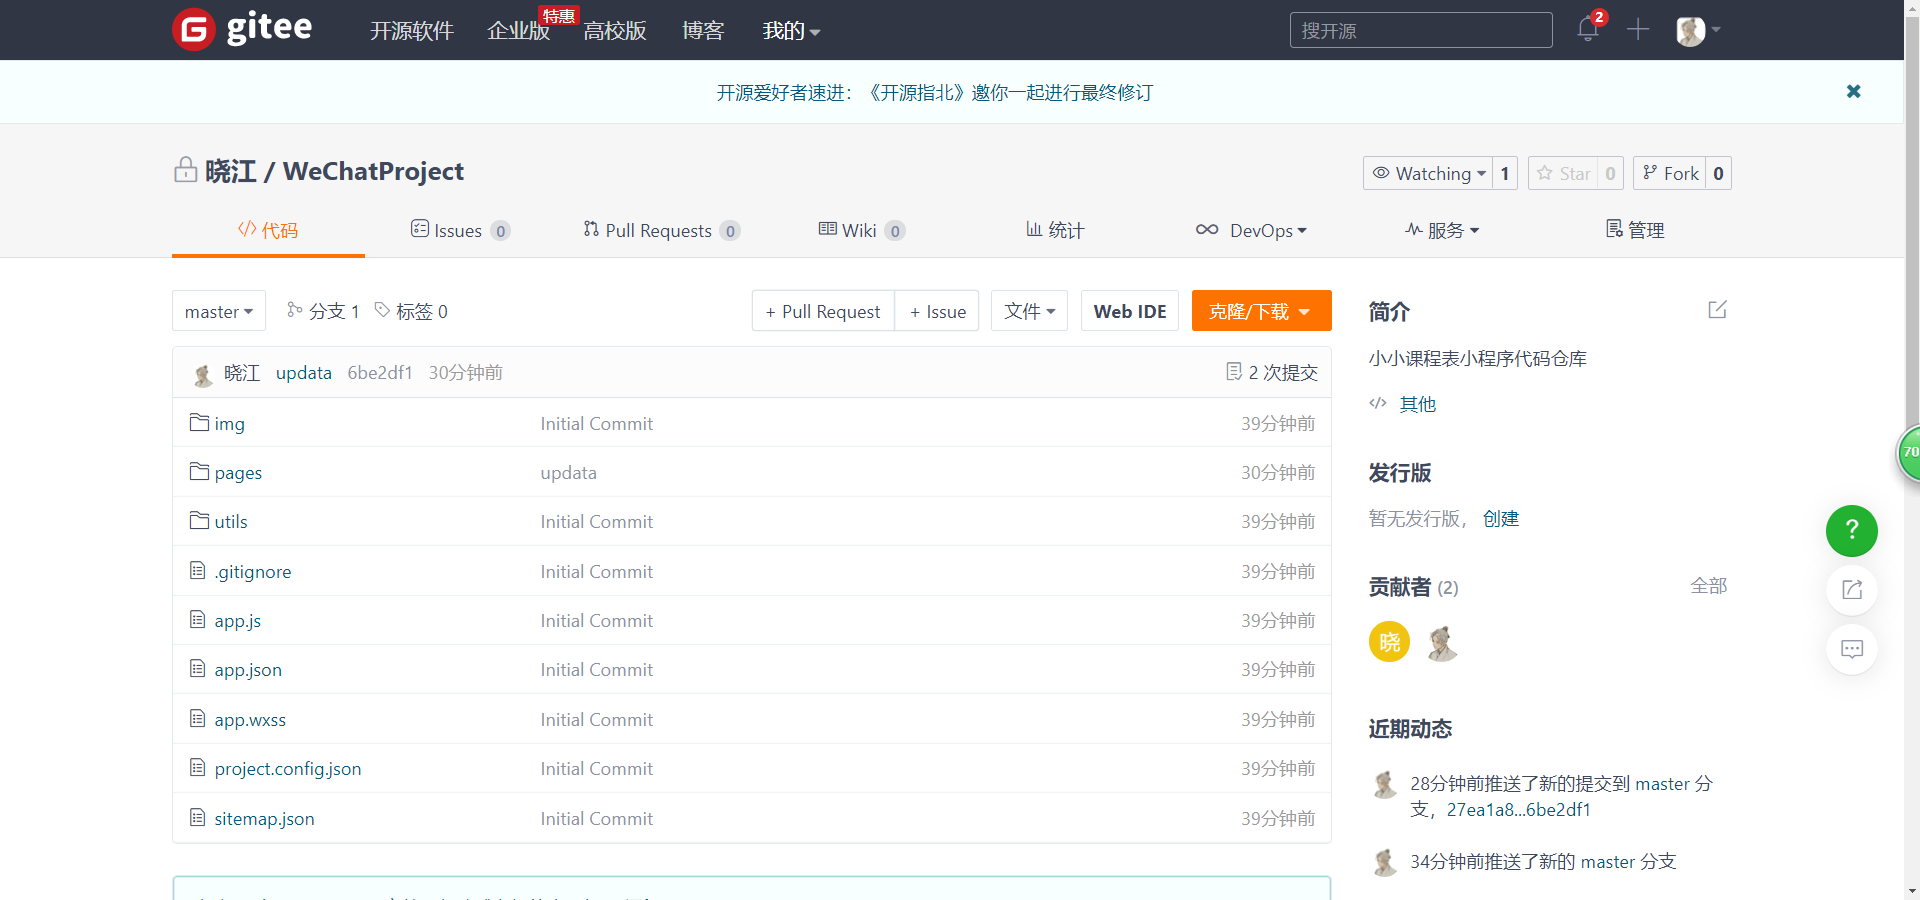 gitee 开源软件 企业版 特惠 高校版 博客 我的 搜开源 2
开源爱好者速进：《开源指北》邀你一起进行最终修订
晓江 / WeChatProject
Watching 1 Star 0 Fork 0
代码 Issues 0 Pull Requests 0 Wiki 0 统计 DevOps 服务 管理
master 分支 1 标签 0 + Pull Request + Issue 文件 Web IDE 克隆/下载
晓江 updata 6be2df1 30分钟前 2 次提交
img Initial Commit 39分钟前
pages updata 30分钟前
utils Initial Commit 39分钟前
.gitignore Initial Commit 39分钟前
app.js Initial Commit 39分钟前
app.json Initial Commit 39分钟前
app.wxss Initial Commit 39分钟前
project.config.json Initial Commit 39分钟前
sitemap.json Initial Commit 39分钟前
简介
小小课程表小程序代码仓库
其他
发行版
暂无发行版， 创建
贡献者 (2) 全部
晓
近期动态
28分钟前推送了新的提交到 master 分
支，27ea1a8...6be2df1
34分钟前推送了新的 master 分支
70
?